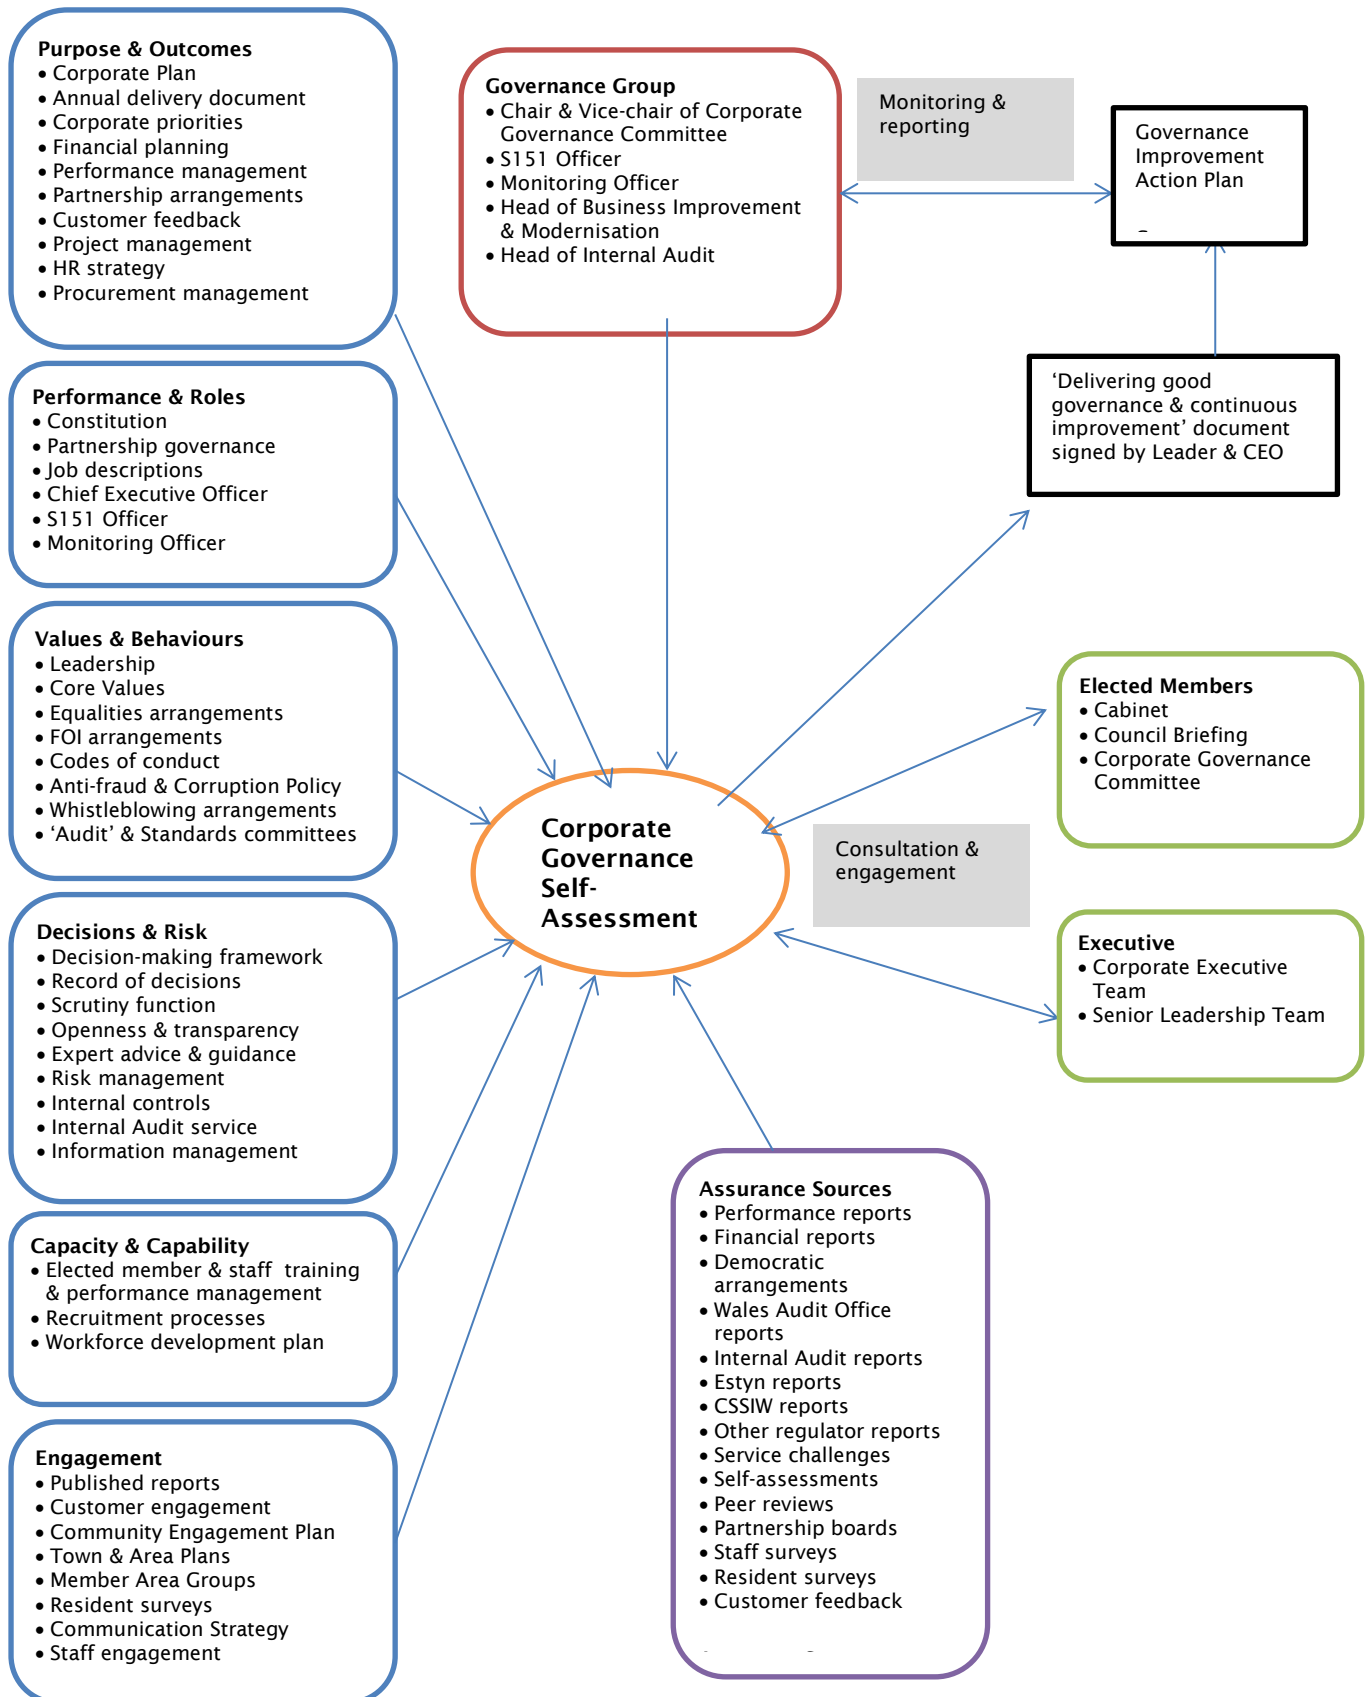 Purpose & Outcomes
• Corporate Plan
• Annual delivery document
• Corporate priorities
• Financial planning
• Performance management
• Partnership arrangements
• Customer feedback
• Project management
• HR strategy
• Procurement management
Governance Group
• Chair & Vice-chair of Corporate
Governance Committee
• S151 Officer
• Monitoring Officer
• Head of Business Improvement
& Modernisation
• Head of Internal Audit
Monitoring &
reporting
Governance
Improvement
Action Plan
‘Delivering good
governance & continuous
improvement’ document
signed by Leader & CEO
Performance & Roles
• Constitution
• Partnership governance
• Job descriptions
• Chief Executive Officer
• S151 Officer
• Monitoring Officer
Values & Behaviours
• Leadership
• Core Values
• Equalities arrangements
• FOI arrangements
• Codes of conduct
• Anti-fraud & Corruption Policy
• Whistleblowing arrangements
• ‘Audit’ & Standards committees
Elected Members
• Cabinet
• Council Briefing
• Corporate Governance
Committee
Corporate
Governance
Self-
Assessment
Consultation &
engagement
Executive
• Corporate Executive
Team
• Senior Leadership Team
Decisions & Risk
• Decision-making framework
• Record of decisions
• Scrutiny function
• Openness & transparency
• Expert advice & guidance
• Risk management
• Internal controls
• Internal Audit service
• Information management
Capacity & Capability
• Elected member & staff  training
& performance management
• Recruitment processes
• Workforce development plan
Engagement
• Published reports
• Customer engagement
• Community Engagement Plan
• Town & Area Plans
• Member Area Groups
• Resident surveys
• Communication Strategy
• Staff engagement
Assurance Sources
• Performance reports
• Financial reports
• Democratic
arrangements
• Wales Audit Office
reports
• Internal Audit reports
• Estyn reports
• CSSIW reports
• Other regulator reports
• Service challenges
• Self-assessments
• Peer reviews
• Partnership boards
• Staff surveys
• Resident surveys
• Customer feedback